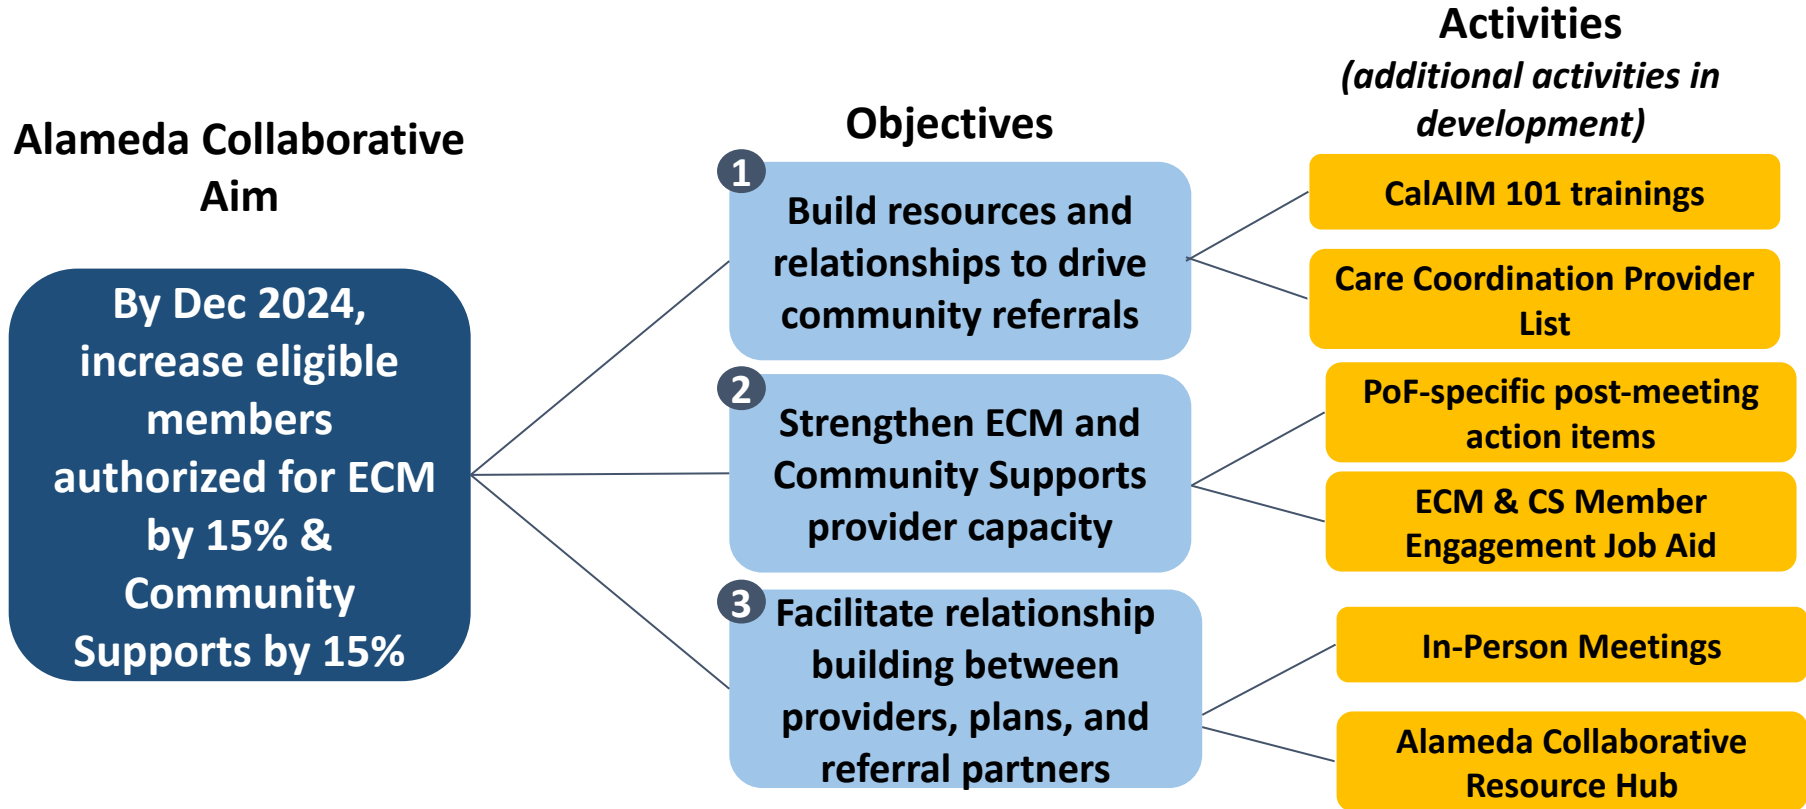 Alameda Collaborative
Aim
By Dec 2024,
increase eligible
members
authorized for ECM
by 15% &
Community
Supports by 15%
Objectives
1
Build resources and
relationships to drive
community referrals
2
Strengthen ECM and
Community Supports
provider capacity
3
Facilitate relationship
building between
providers, plans, and
referral partners
Activities
(additional activities in
development)
CalAIM 101 trainings
Care Coordination Provider
List
PoF-specific post-meeting
action items
ECM & CS Member
Engagement Job Aid
In-Person Meetings
Alameda Collaborative
Resource Hub